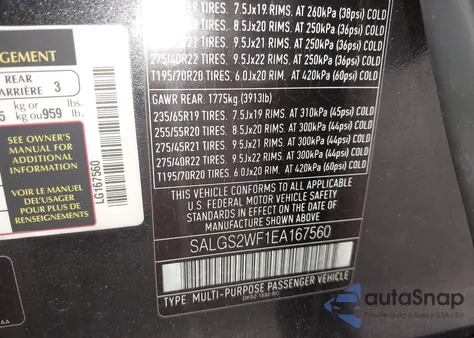 7.5Jx19 RIMS. AT 260kPa (38psi) COLD
TIRES. 8.5Jx20 RIMS. AT 250kPa (36psi) COLD
TIRES. 9.5Jx21 RIMS. AT 250kPa (36psi) COLD
275/40R22 TIRES. 9.5Jx22 RIMS. AT 250kPa (36psi) COLD
T195/70R20 TIRES. 6.0Jx20 RIM. AT 420kPa (60psi) COLD
GAWR REAR: 1775kg (3913lb)
235/65R19 TIRES. 7.5Jx19 RIMS. AT 310kPa (45psi) COLD
255/55R20 TIRES. 8.5Jx20 RIMS. AT 300kPa (44psi) COLD
275/45R21 TIRES. 9.5Jx21 RIMS. AT 300kPa (44psi) COLD
275/40R22 TIRES. 9.5Jx22 RIMS. AT 300kPa (44psi) COLD
T195/70R20 TIRES. 6.0Jx20 RIM. AT 420kPa (60psi) COLD
THIS VEHICLE CONFORMS TO ALL APPLICABLE
U.S. FEDERAL MOTOR VEHICLE SAFETY
STANDARDS IN EFFECT ON THE DATE OF
MANUFACTURE SHOWN ABOVE.
SALGS2WF1EA167560
TYPE: MULTI-PURPOSE PASSENGER VEHICLE
GEMENT
REAR
ARRIÈRE 3
kg or lbs.
kg ou 959 lb.
SEE OWNER'S
MANUAL FOR
ADDITIONAL
INFORMATION
VOIR LE MANUEL
DE L'USAGER
POUR PLUS DE
RENSEIGNEMENTS
LG167560
autoSnap